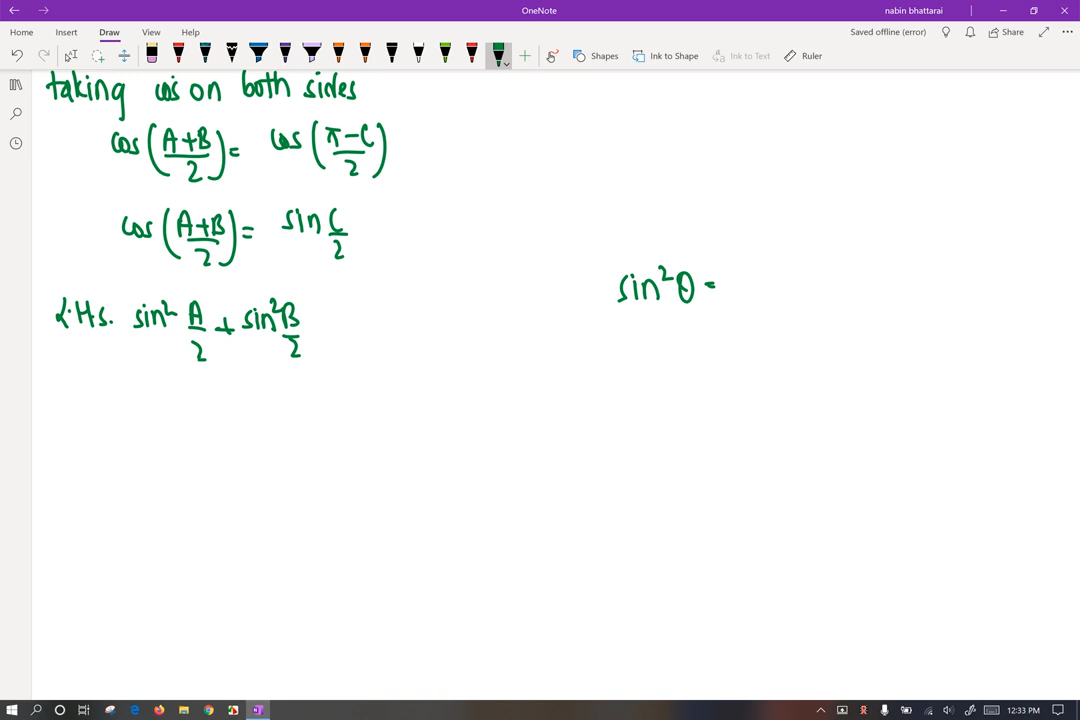 OneNote
nabin bhattarai
Home Insert Draw View Help
Saved offline (error) Share
Shapes Ink to Shape Ink to Text Ruler
taking cos on both sides
cos(A+B/2) = cos(π-C/2)
cos(A+B/2) = sin C/2
sin²θ =
L.H.s. sin² A/2 + sin² B/2
12:33 PM